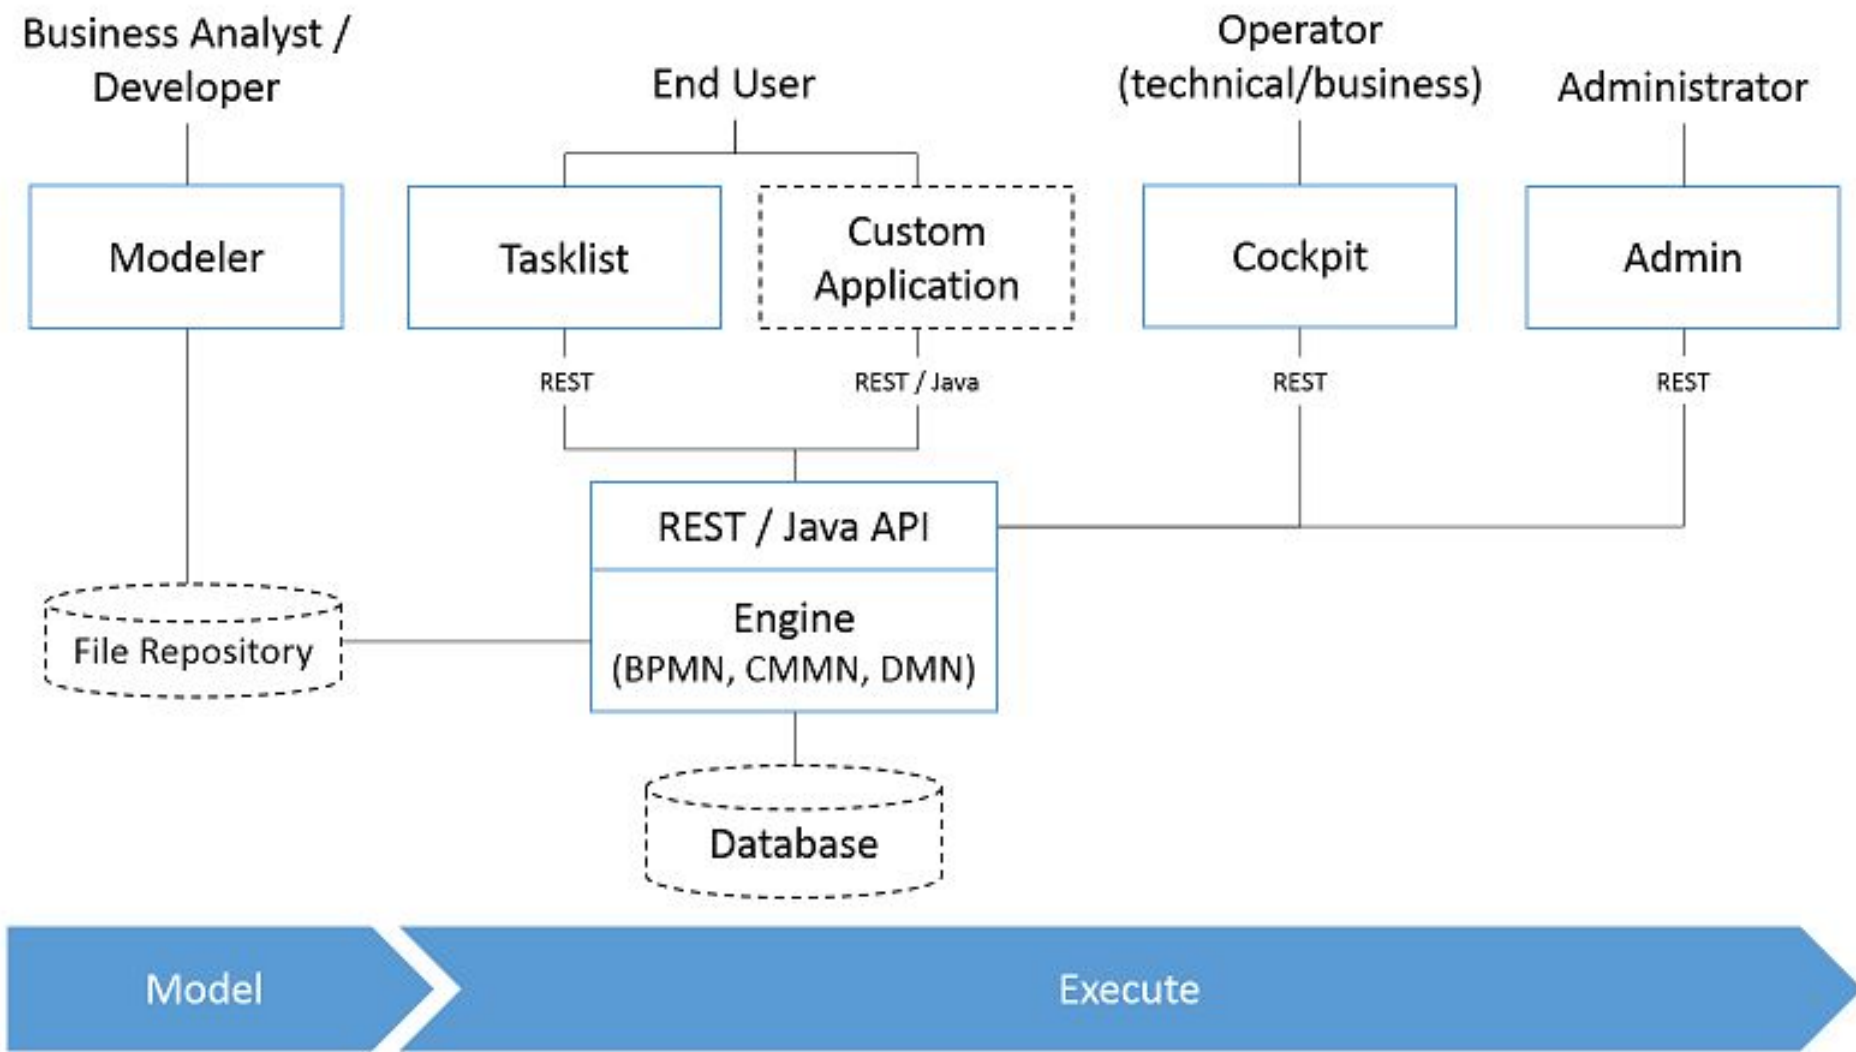 Business Analyst /
Developer
End User
Operator
(technical/business)
Administrator
Modeler
Tasklist
Custom
Application
Cockpit
Admin
REST
REST / Java
REST
REST
REST / Java API
Engine
(BPMN, CMMN, DMN)
File Repository
Database
Model
Execute